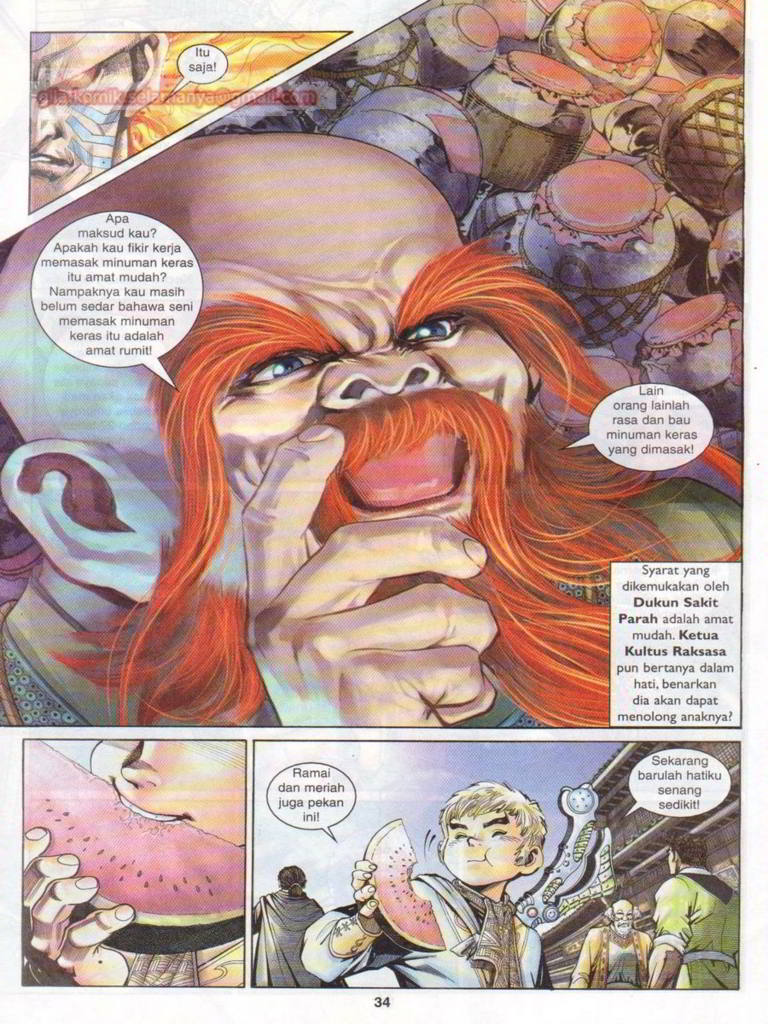 Itu
saja!
Apa
maksud kau?
Apakah kau fikir kerja
memasak minuman keras
itu amat mudah?
Nampaknya kau masih
belum sedar bahawa seni
memasak minuman
keras itu adalah
amat rumit!
Lain
orang lainlah
rasa dan bau
minuman keras
yang dimasak!
Syarat yang
dikemukakan oleh
Dukun Sakit
Parah adalah amat
mudah. Ketua
Kultus Raksasa
pun bertanya dalam
hati, benarkan
dia akan dapat
menolong anaknya?
Ramai
dan meriah
juga pekan
ini!
Sekarang
barulah hatiku
senang
sedikit!
34